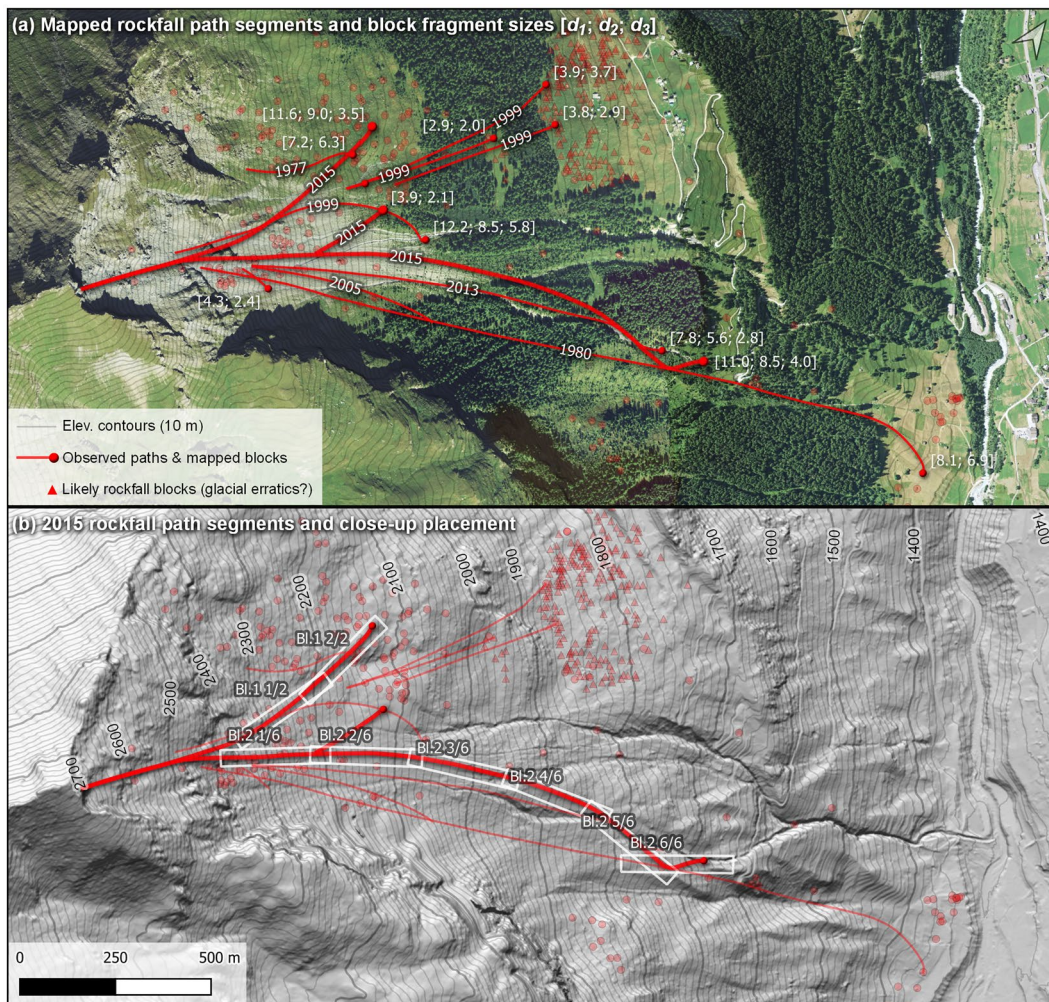 (a) Mapped rockfall path segments and block fragment sizes [d1; d2; d3]
[3.9; 3.7]
[11.6; 9.0; 3.5]
1999
[3.8; 2.9]
[2.9; 2.0]
[7.2; 6.3]
1999
1977
2015
1999
[3.9; 2.1]
1999
[12.2; 8.5; 5.8]
2015
2015
2005
2013
[4.3; 2.4]
[7.8; 5.6; 2.8]
1980
[11.0; 8.5; 4.0]
[8.1; 6.9]
Elev. contours (10 m)
Observed paths & mapped blocks
Likely rockfall blocks (glacial erratics?)
(b) 2015 rockfall path segments and close-up placement
1400
1700
1600
1500
1400
1800
1900
2000
2100
2200
2300
2400
2500
2600
2700
Bl.1 2/2
Bl.1 1/2
Bl.2 1/6
Bl.2 2/6
Bl.2 3/6
Bl.2 4/6
Bl.2 5/6
Bl.2 6/6
0 250 500 m